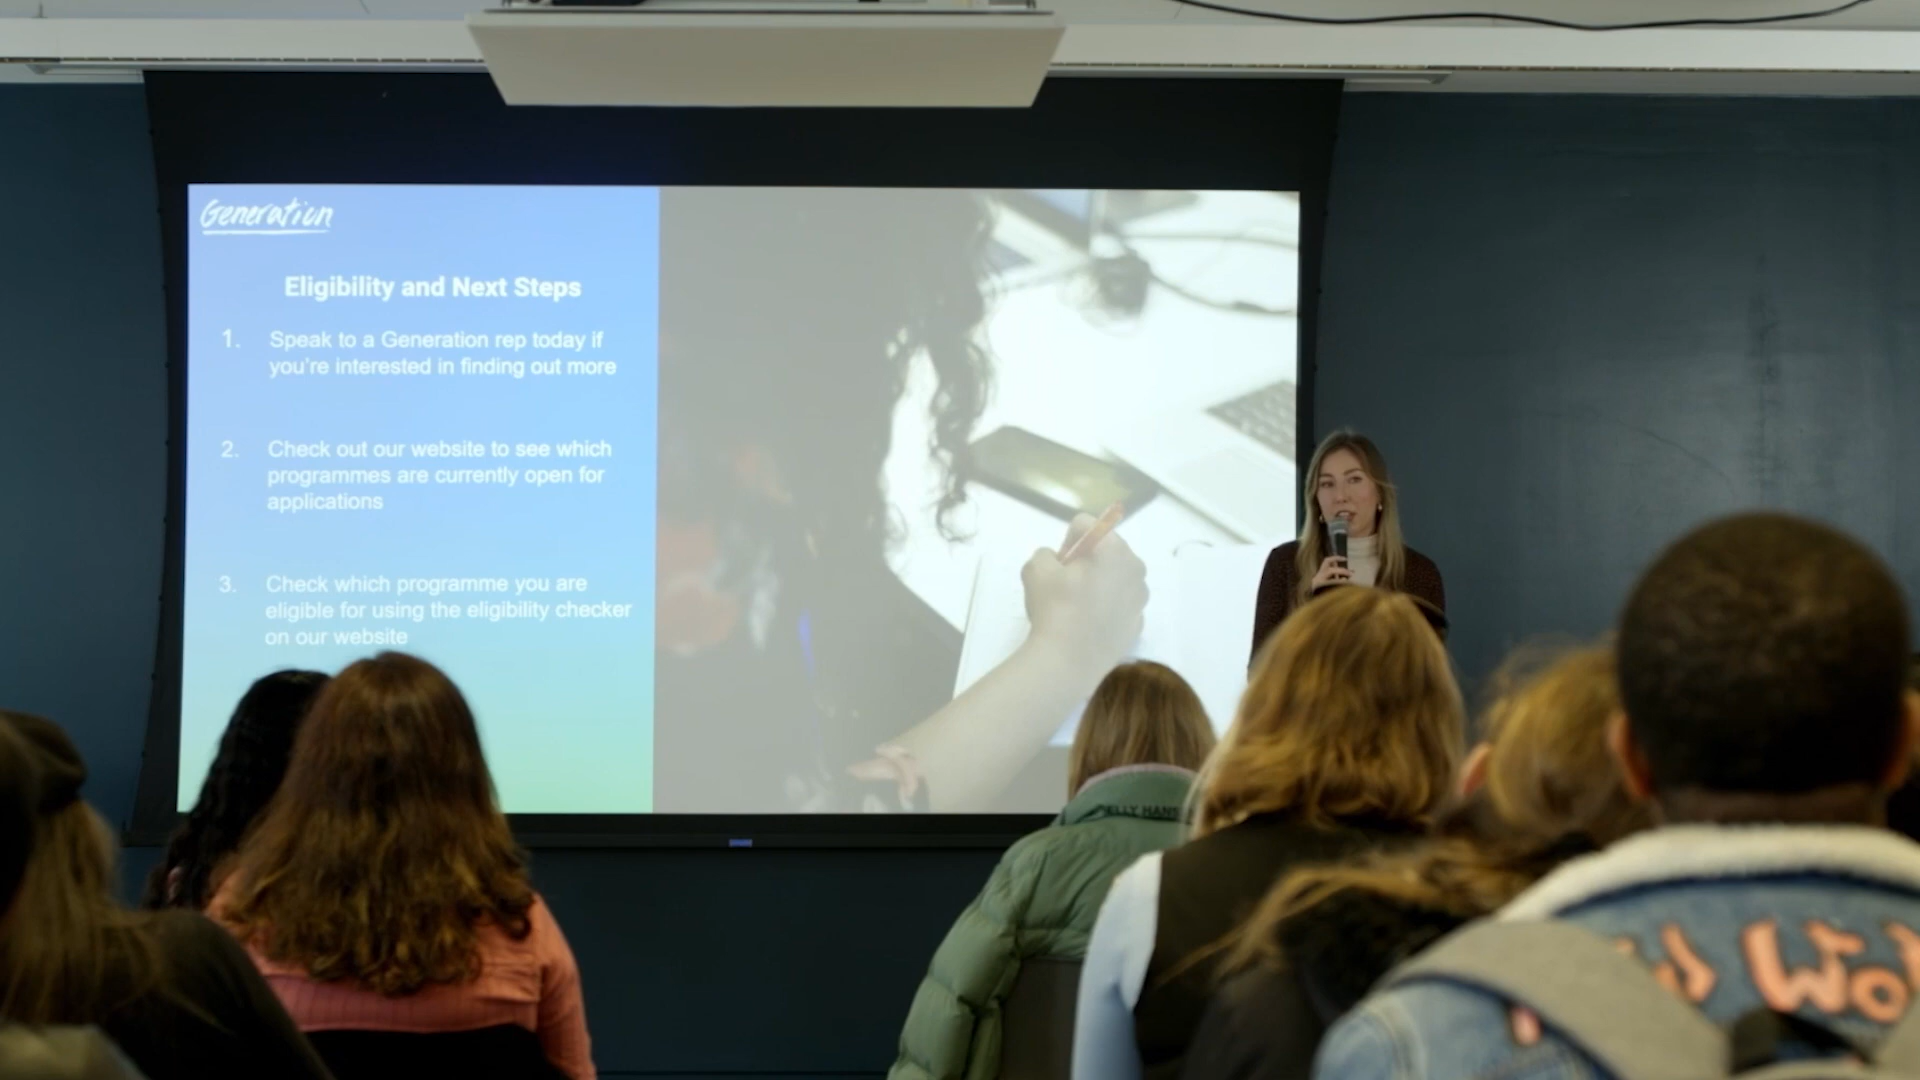 Generation
Eligibility and Next Steps
1. Speak to a Generation rep today if
you're interested in finding out more
2. Check out our website to see which
programmes are currently open for
applications
3. Check which programme you are
eligible for using the eligibility checker
on our website
ELLY HANS